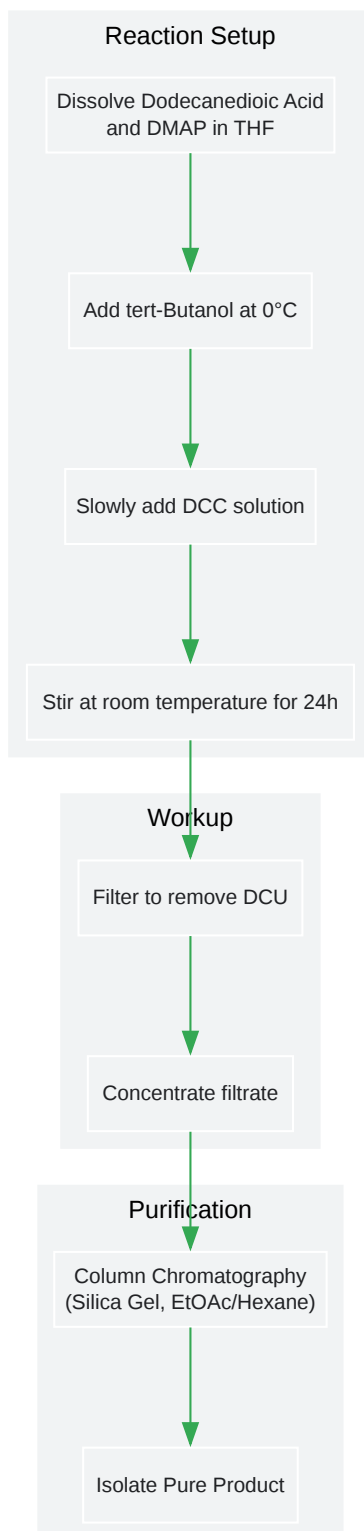 Reaction Setup
Dissolve Dodecanedioic Acid
and DMAP in THF
Add tert-Butanol at 0°C
Slowly add DCC solution
Stir at room temperature for 24h
Workup
Filter to remove DCU
Concentrate filtrate
Purification
Column Chromatography
(Silica Gel, EtOAc/Hexane)
Isolate Pure Product